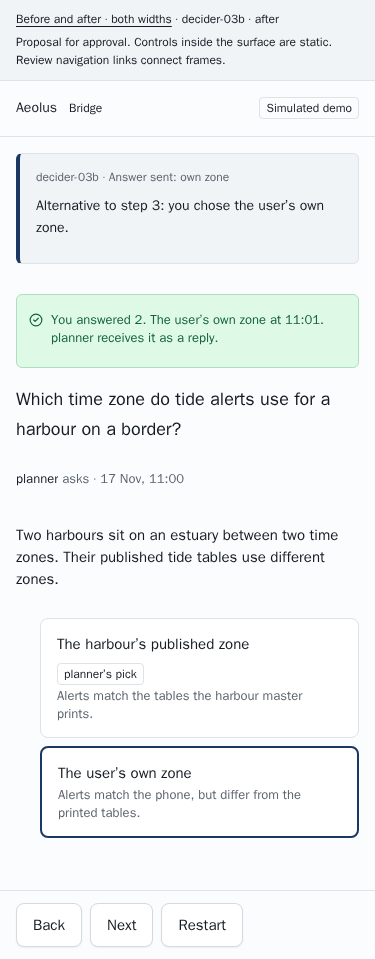 Before and after · both widths · decider-03b · after
Proposal for approval. Controls inside the surface are static.
Review navigation links connect frames.
Aeolus Bridge Simulated demo
decider-03b · Answer sent: own zone
Alternative to step 3: you chose the user's own
zone.
You answered 2. The user's own zone at 11:01.
planner receives it as a reply.
Which time zone do tide alerts use for a
harbour on a border?
planner asks · 17 Nov, 11:00
Two harbours sit on an estuary between two time
zones. Their published tide tables use different
zones.
The harbour's published zone
planner's pick
Alerts match the tables the harbour master
prints.
The user's own zone
Alerts match the phone, but differ from the
printed tables.
Back Next Restart